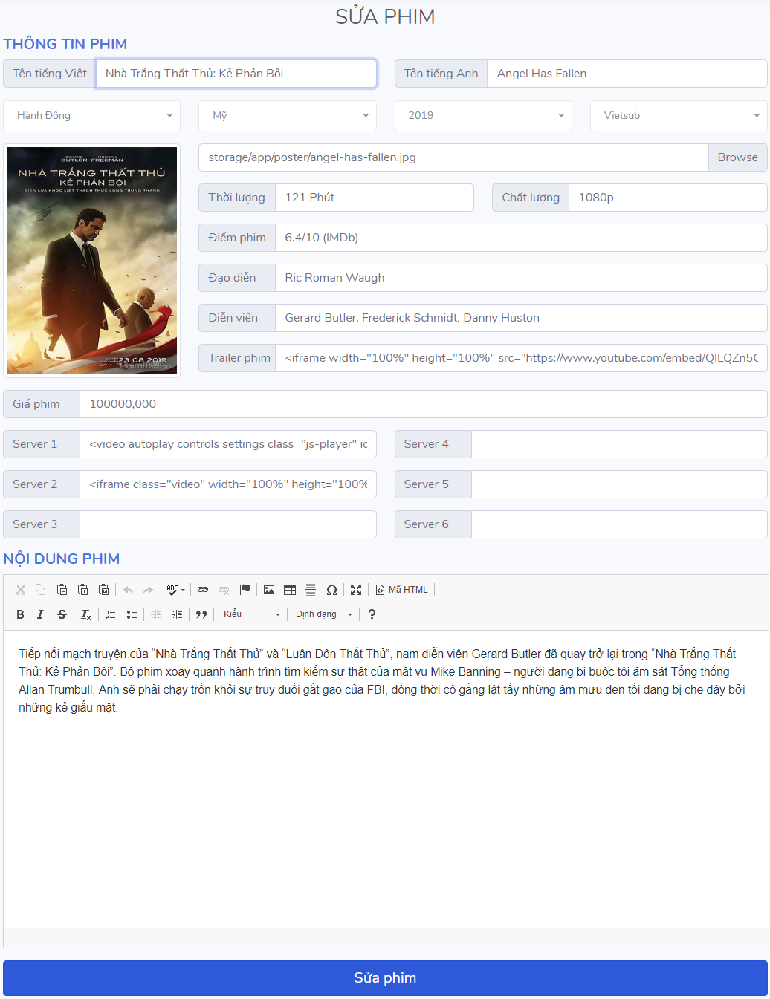 SỬA PHIM
THÔNG TIN PHIM
Tên tiếng Việt Nhà Trắng Thất Thủ: Kẻ Phản Bội Tên tiếng Anh Angel Has Fallen
Hành Động Mỹ 2019 Vietsub
GERARD MORGAN
BUTLER FREEMAN
NHÀ TRẮNG THẤT THỦ
KẺ PHẢN BỘI
BIỂN LỬA KHỐC LIỆT THÁCH THỨC LÒNG TRUNG THÀNH
23.08.2019
storage/app/poster/angel-has-fallen.jpg Browse
Thời lượng 121 Phút Chất lượng 1080p
Điểm phim 6.4/10 (IMDb)
Đạo diễn Ric Roman Waugh
Diễn viên Gerard Butler, Frederick Schmidt, Danny Huston
Trailer phim <iframe width="100%" height="100%" src="https://www.youtube.com/embed/QILQZn5C
Giá phim 100000,000
Server 1 <video autoplay controls settings class="js-player" ic Server 4
Server 2 <iframe class="video" width="100%" height="100% Server 5
Server 3 Server 6
NỘI DUNG PHIM
ABC Mã HTML
B I S Kiểu Định dạng ?
Tiếp nối mạch truyện của “Nhà Trắng Thất Thủ” và “Luân Đôn Thất Thủ”, nam diễn viên Gerard Butler đã quay trở lại trong “Nhà Trắng Thất
Thủ: Kẻ Phản Bội”. Bộ phim xoay quanh hành trình tìm kiếm sự thật của mật vụ Mike Banning – người đang bị buộc tội ám sát Tổng thống
Allan Trumbull. Anh sẽ phải chạy trốn khỏi sự truy đuổi gắt gao của FBI, đồng thời cố gắng lật tẩy những âm mưu đen tối đang bị che đậy bởi
những kẻ giấu mặt.
Sửa phim